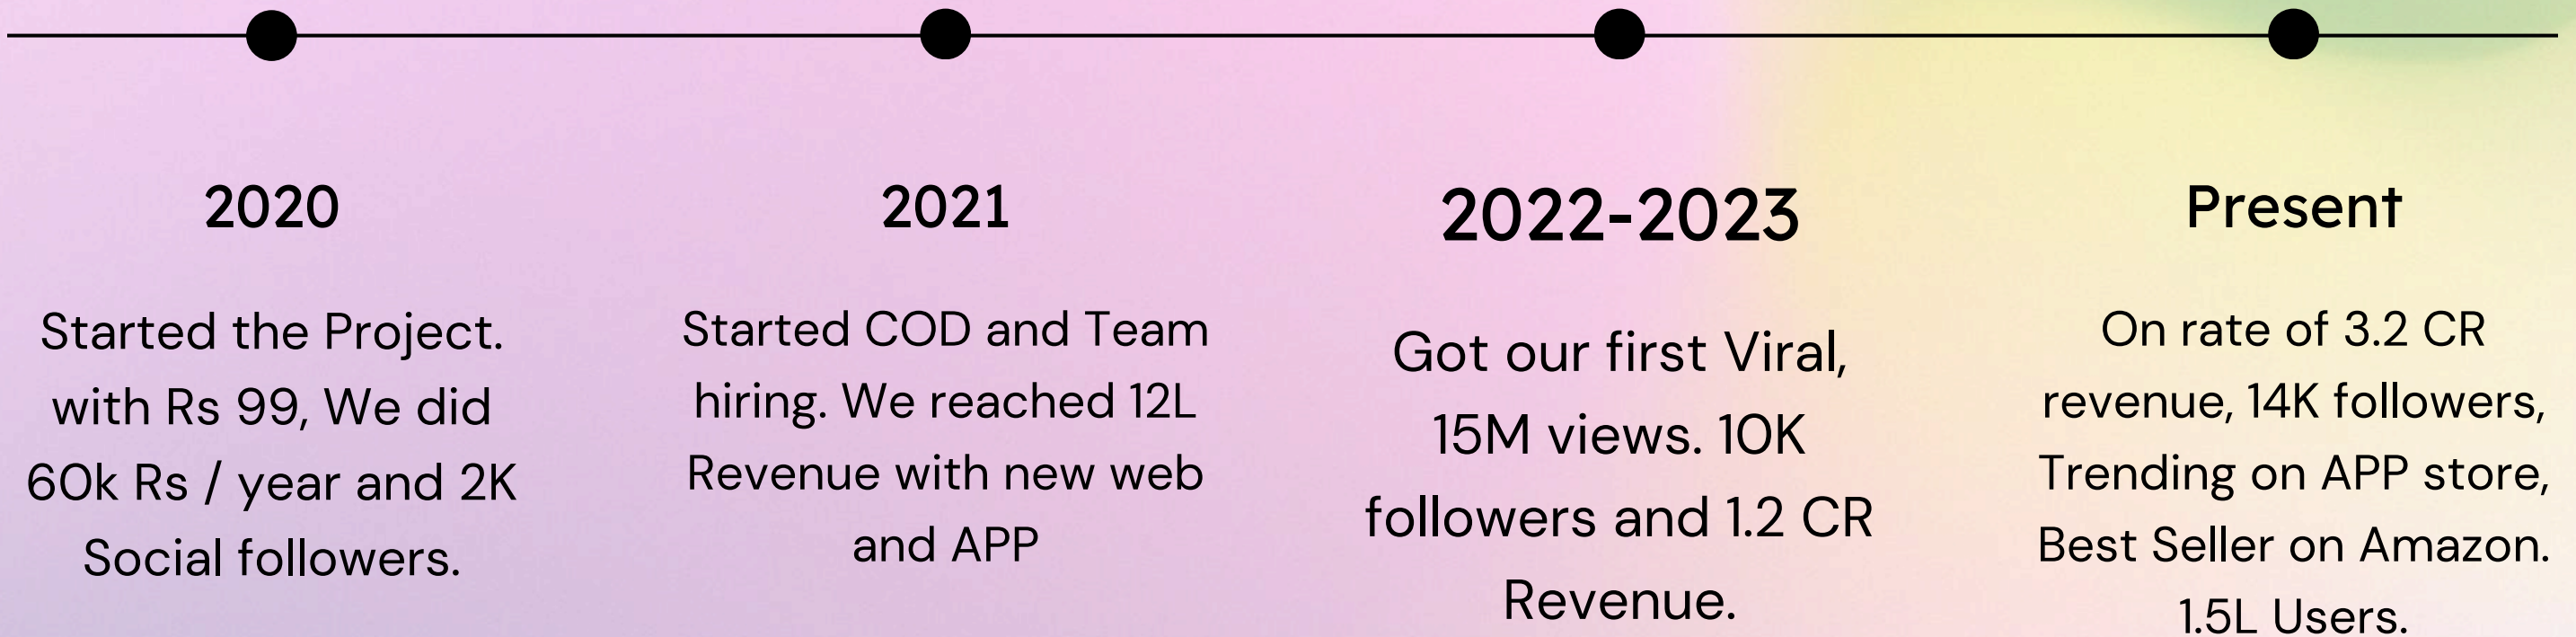 2020
Started the Project.
with Rs 99, We did
60k Rs / year and 2K
Social followers.
2021
Started COD and Team
hiring. We reached 12L
Revenue with new web
and APP
2022-2023
Got our first Viral,
15M views. 10K
followers and 1.2 CR
Revenue.
Present
On rate of 3.2 CR
revenue, 14K followers,
Trending on APP store,
Best Seller on Amazon.
1.5L Users.